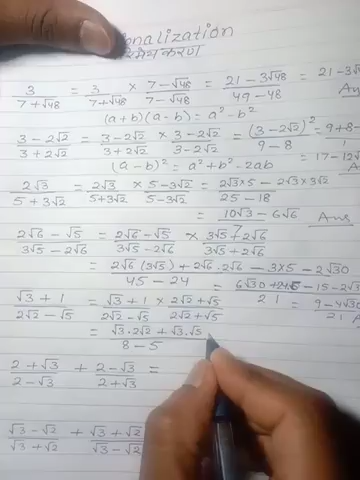 nalization
3/(7+√48) = 3/(7+√48) × (7-√48)/(7-√48) = (21-3√48)/(49-48) = 21-3√
(a+b)(a-b) = a²-b² Ans
(3-2√2)/(3+2√2) = (3-2√2)/(3+2√2) × (3-2√2)/(3-2√2) = (3-2√2)²/(9-8) = (9+8-/1
(a-b)² = a²+b²-2ab = 17-12√
2√3/(5+3√2) = 2√3/(5+3√2) × (5-3√2)/(5-3√2) = (2√3×5-2√3×3√2)/(25-18)
= (10√3-6√6)/7 Ans
(2√6-√5)/(3√5-2√6) = (2√6-√5)/(3√5-2√6) × (3√5+2√6)/(3√5+2√6)
= (2√6(3√5)+2√6.2√6-3×5-2√30)/(45-24)
= (6√30+24-15-2√3/21
(√3+1)/(2√2-√5) = (√3+1)/(2√2-√5) × (2√2+√5)/(2√2+√5) = (9-4√30/21 A
= (√3.2√2+√3.√5/(8-5)
(2+√3)/(2-√3) + (2-√3)/(2+√3) =
(√3-√2)/(√3+√2) + (√3+√2)/(√3-√2)